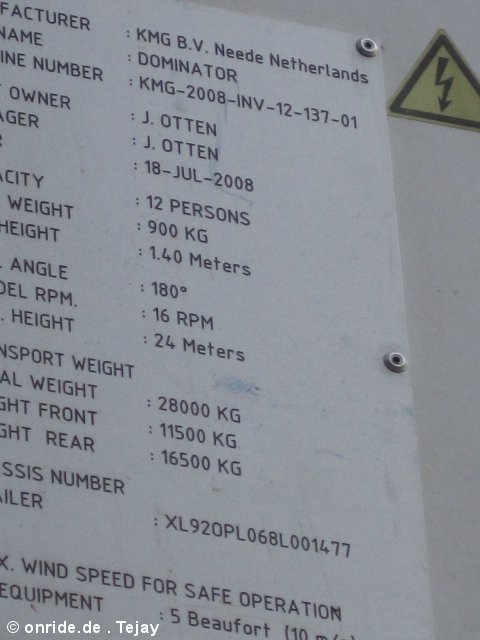 FACTURER : KMG B.V. Neede Netherlands
NAME : DOMINATOR
INE NUMBER : KMG-2008-INV-12-137-01
OWNER : J. OTTEN
AGER : J. OTTEN
: 18-JUL-2008
ACITY : 12 PERSONS
WEIGHT : 900 KG
HEIGHT : 1.40 Meters
ANGLE : 180°
DEL RPM. : 16 RPM
. HEIGHT : 24 Meters
NSPORT WEIGHT
AL WEIGHT : 28000 KG
GHT FRONT : 11500 KG
GHT REAR : 16500 KG
SSIS NUMBER
AILER : XL920PL068L001477
X. WIND SPEED FOR SAFE OPERATION
EQUIPMENT : 5 Beaufort (10 m/s)
© onride.de . Tejay